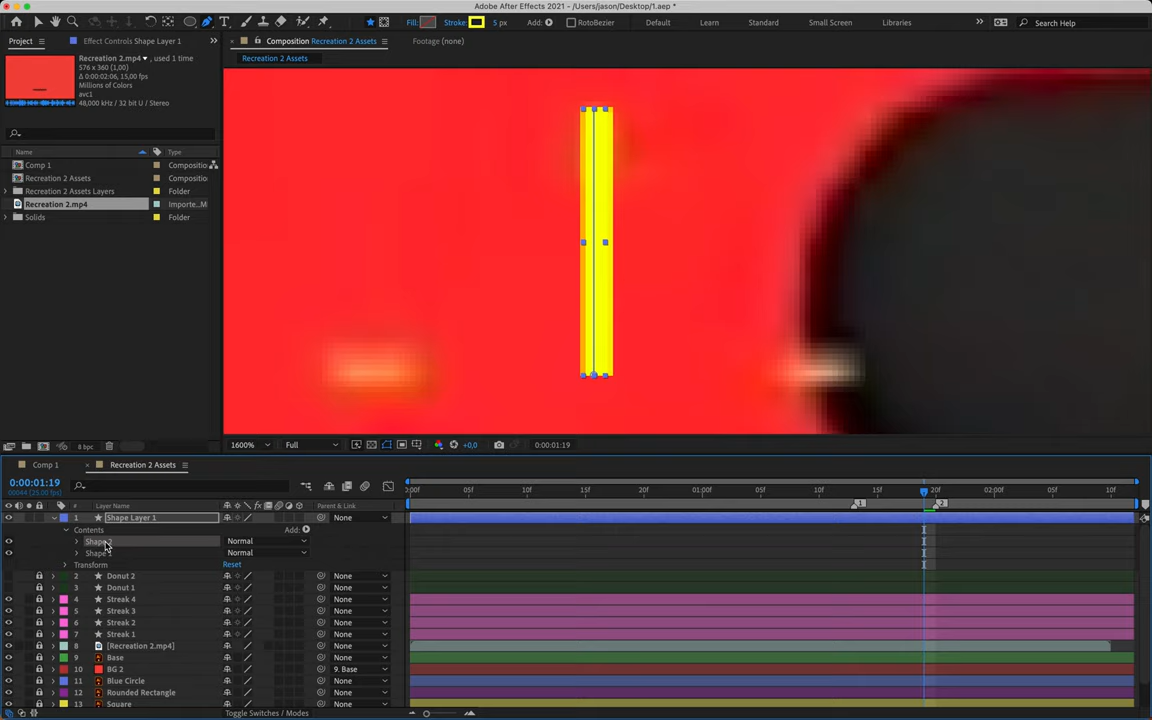 Adobe After Effects 2021 - /Users/jason/Desktop/1.aep *
Fill: Stroke: 5 px Add: RotoBezier Default Learn Standard Small Screen Libraries Search Help
Project Effect Controls Shape Layer 1 Composition Recreation 2 Assets Footage (none)
Recreation 2 Assets
Recreation 2.mp4 , used 1 time
576 x 360 (1,00)
Δ 0:00:02:06, 15,00 fps
Millions of Colors
avc1
48,000 kHz / 32 bit U / Stereo
Name Type
Comp 1 Compositio
Recreation 2 Assets Compositio
Recreation 2 Assets Layers Folder
Recreation 2.mp4 Importe...M
Solids Folder
8 bpc 1600% Full +0,0 0:00:01:19
Comp 1 Recreation 2 Assets
0:00:01:19
00044 (25.00 fps)
:00f 05f 10f 15f 01:00f 05f 10f 15f 20f 02:00f 05f 10f
# Layer Name Parent & Link 1 2
1 Shape Layer 1 None
Contents Add:
Shape 2 Normal
Shape 1 Normal
Transform Reset
2 Donut 2 None
3 Donut 1 None
4 Streak 4 None
5 Streak 3 None
6 Streak 2 None
7 Streak 1 None
8 [Recreation 2.mp4] None
9 Base None
10 BG 2 9. Base
11 Blue Circle None
12 Rounded Rectangle None
13 Square None
Toggle Switches / Modes